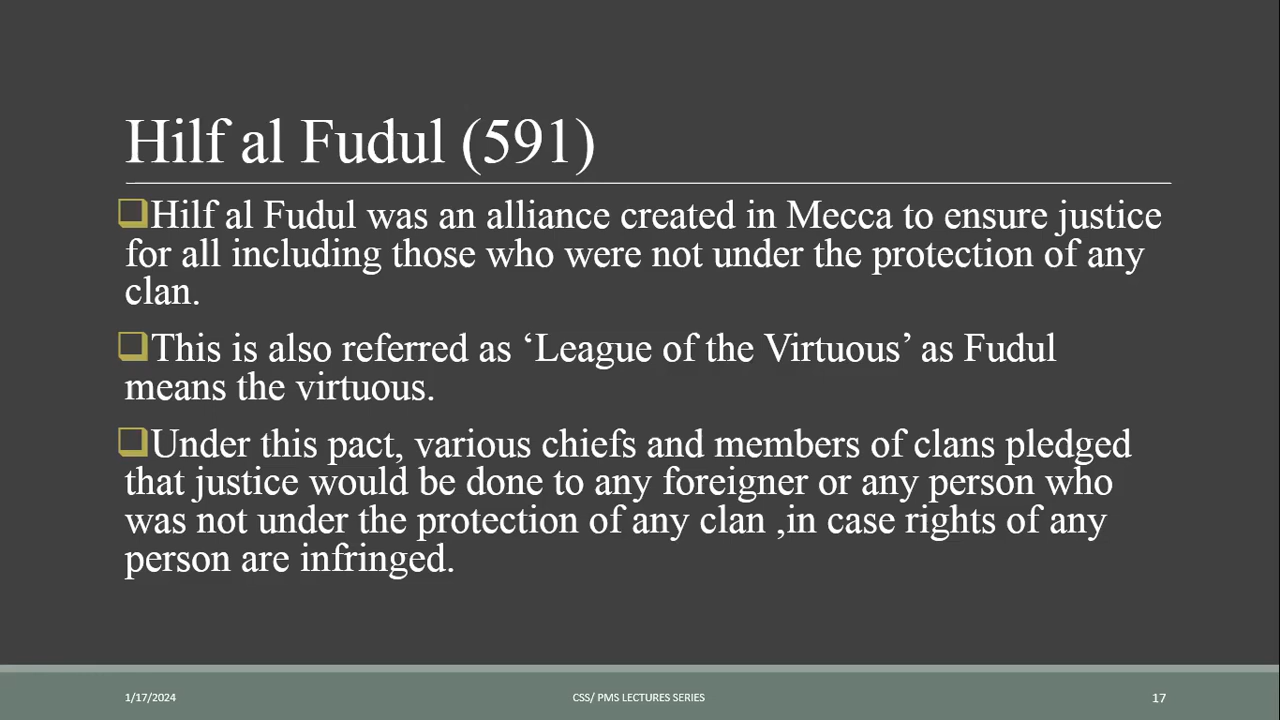 Hilf al Fudul (591)
❑Hilf al Fudul was an alliance created in Mecca to ensure justice
for all including those who were not under the protection of any
clan.
❑This is also referred as ‘League of the Virtuous’ as Fudul
means the virtuous.
❑Under this pact, various chiefs and members of clans pledged
that justice would be done to any foreigner or any person who
was not under the protection of any clan ,in case rights of any
person are infringed.
1/17/2024
CSS/ PMS LECTURES SERIES
17